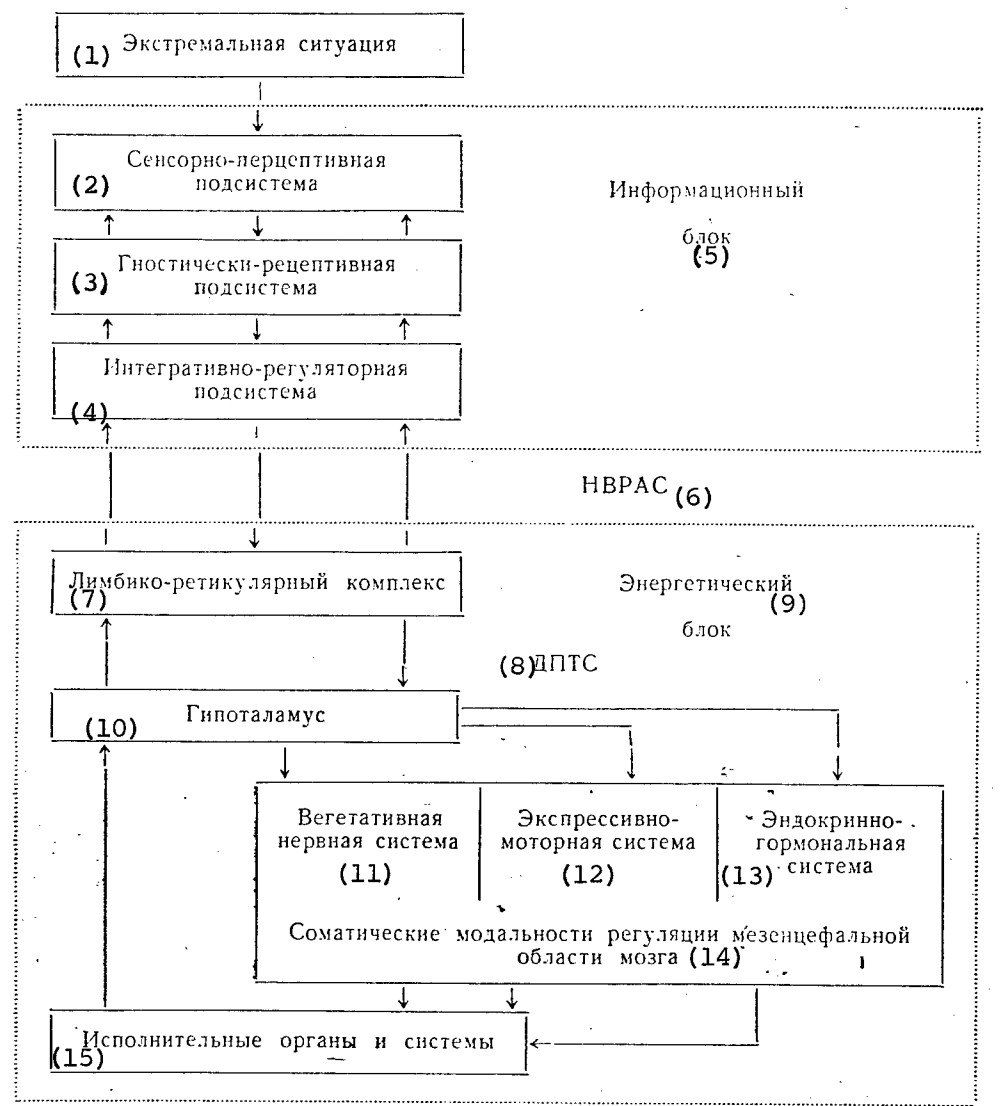 (1) Экстремальная ситуация
Сенсорно-перцептивная
(2) подсистема
Информационный
блок
(5)
Гностически-рецептивная
(3) подсистема
Интегративно-регуляторная
подсистема
(4)
НВРАС (6)
Лимбико-ретикулярный комплекс
(7)
Энергетический
(9)
блок
(8) ДПТС
Гипоталамус
(10)
Вегетативная
нервная система
(11)
Экспрессивно-
моторная система
(12)
Эндокринно-
гормональная
(13) система
Соматические модальности регуляции мезенцефальной
области мозга (14)
Исполнительные органы и системы
(15)